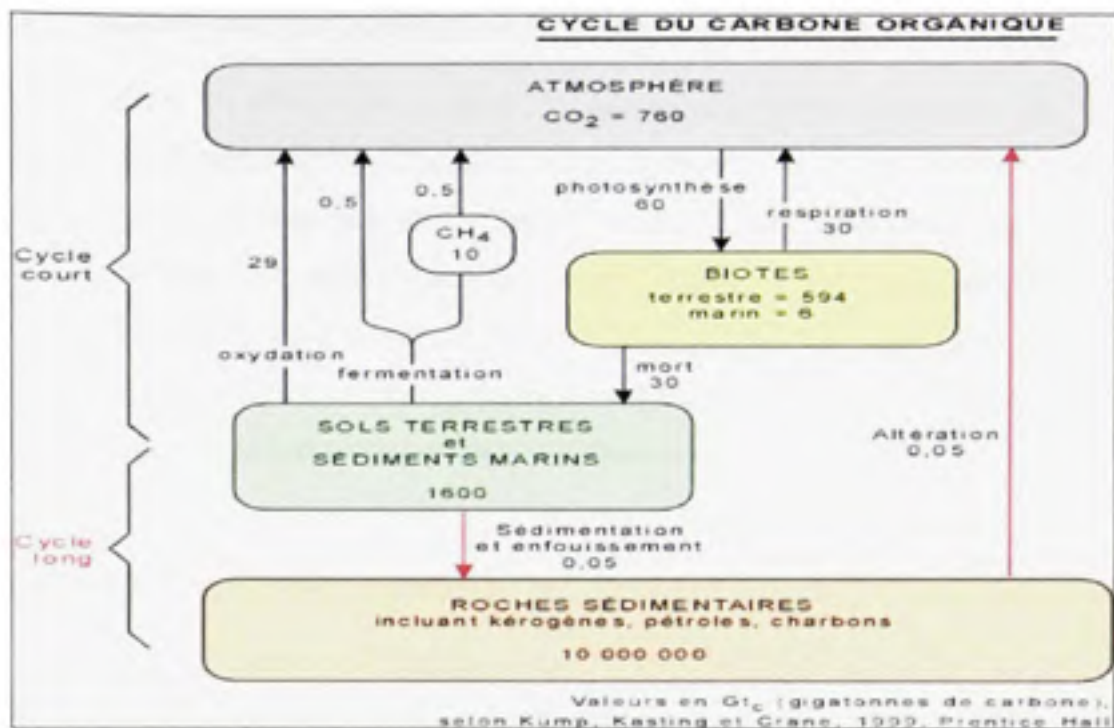 CYCLE DU CARBONE ORGANIQUE
ATMOSPHÈRE
CO₂ = 760
0,5
0,5
photosynthèse
60
respiration
30
CH₄
10
Cycle
court
29
BIOTES
terrestre = 594
marin = 6
oxydation
fermentation
mort
30
SOLS TERRESTRES
et
SÉDIMENTS MARINS
1600
Altération
0,05
Cycle
long
Sédimentation
et enfouissement
0,05
ROCHES SÉDIMENTAIRES
incluant kérogènes, pétroles, charbons
10 000 000
Valeurs en Gtc (gigatonnes de carbone),
selon Kump, Kasting et Crane, 1999, Prentice Hall